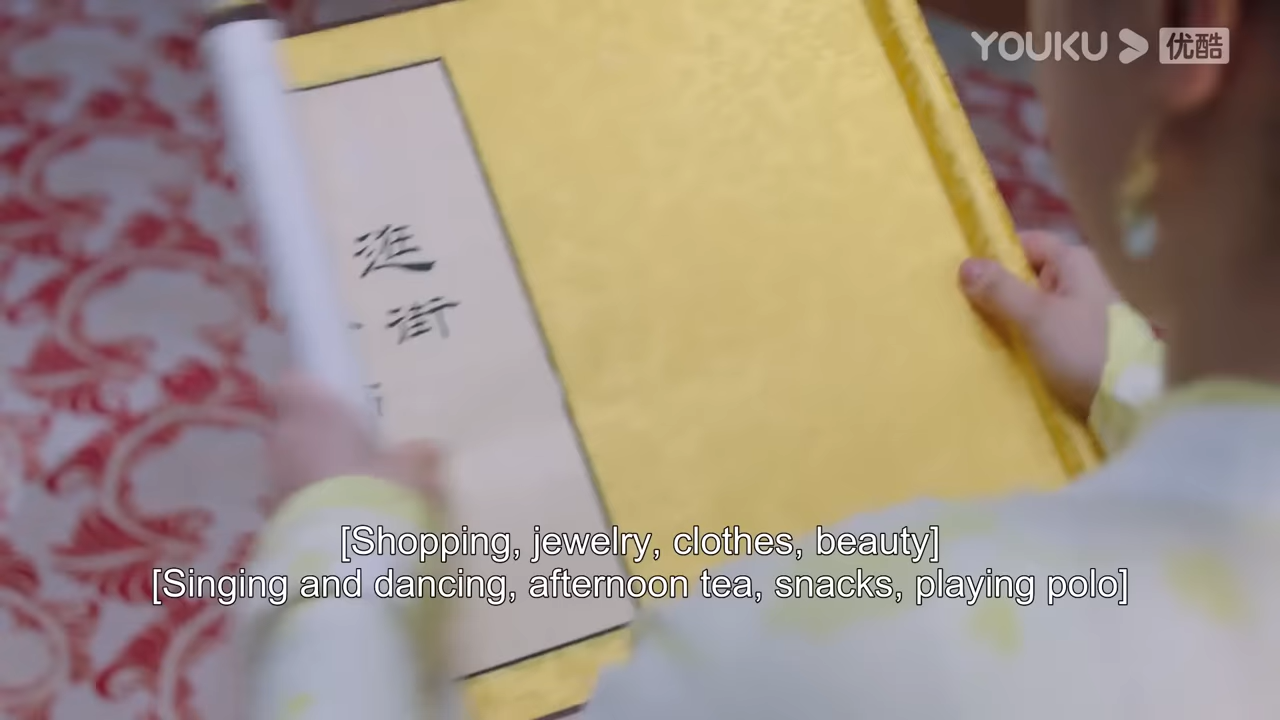 YOUKU 优酷
逛街
[Shopping, jewelry, clothes, beauty]
[Singing and dancing, afternoon tea, snacks, playing polo]